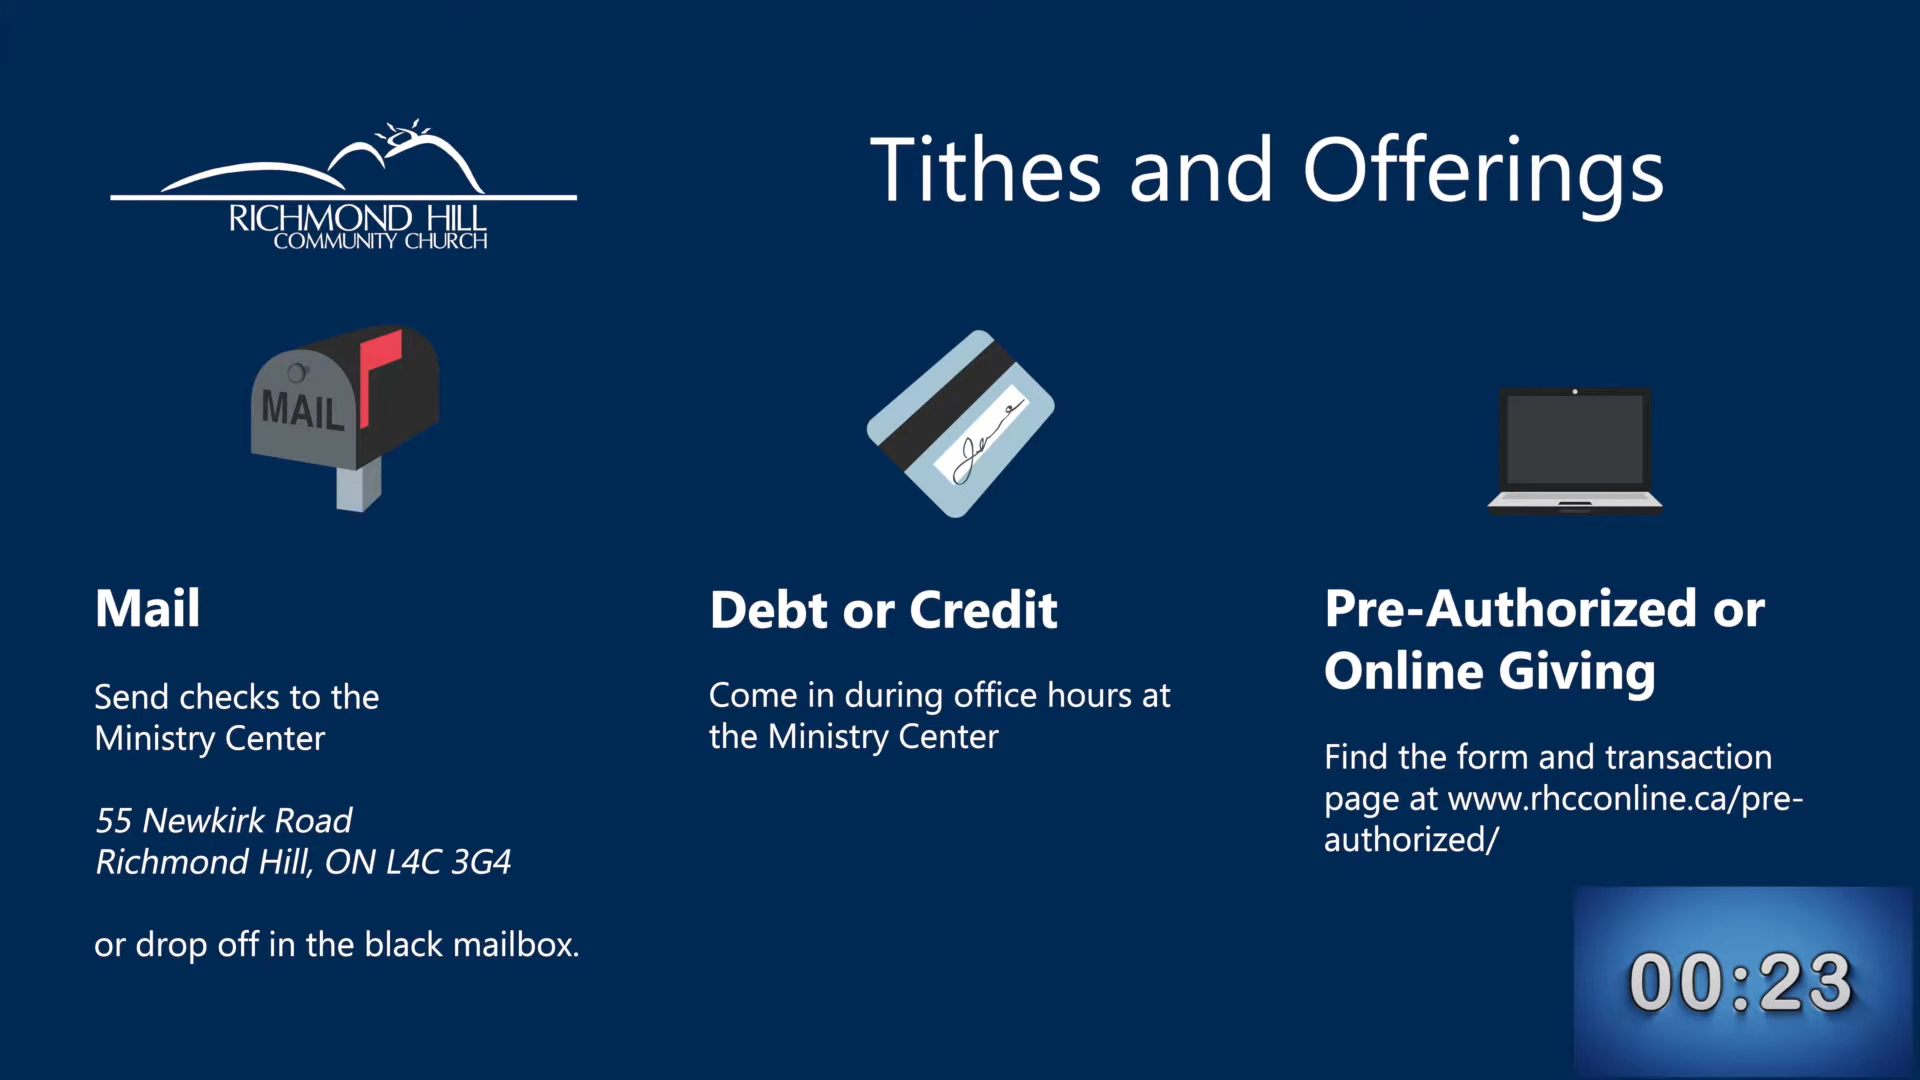 RICHMOND HILL
COMMUNITY CHURCH
Tithes and Offerings
MAIL
Mail
Send checks to the
Ministry Center
55 Newkirk Road
Richmond Hill, ON L4C 3G4
or drop off in the black mailbox.
Debt or Credit
Come in during office hours at
the Ministry Center
Pre-Authorized or
Online Giving
Find the form and transaction
page at www.rhcconline.ca/pre-
authorized/
00:23